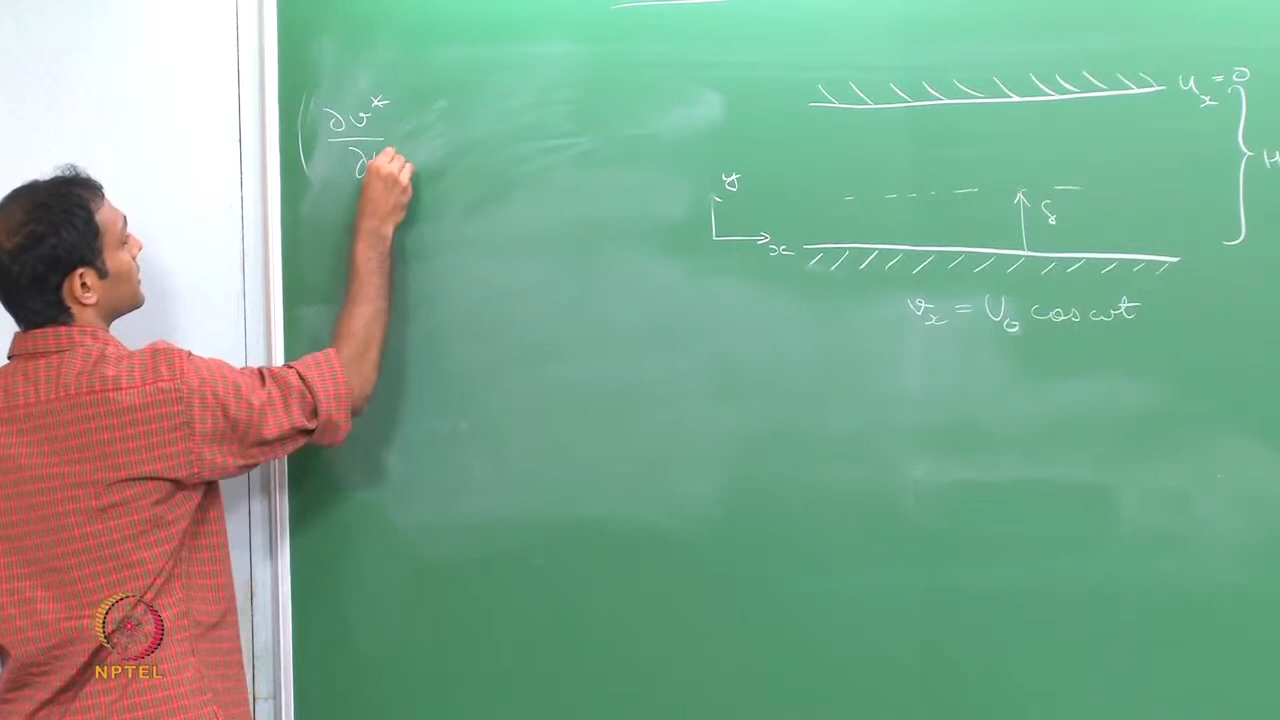 ∂v*
∂
u_x = 0
H
y
δ
x
v_x = U_0 cos ωt
NPTEL